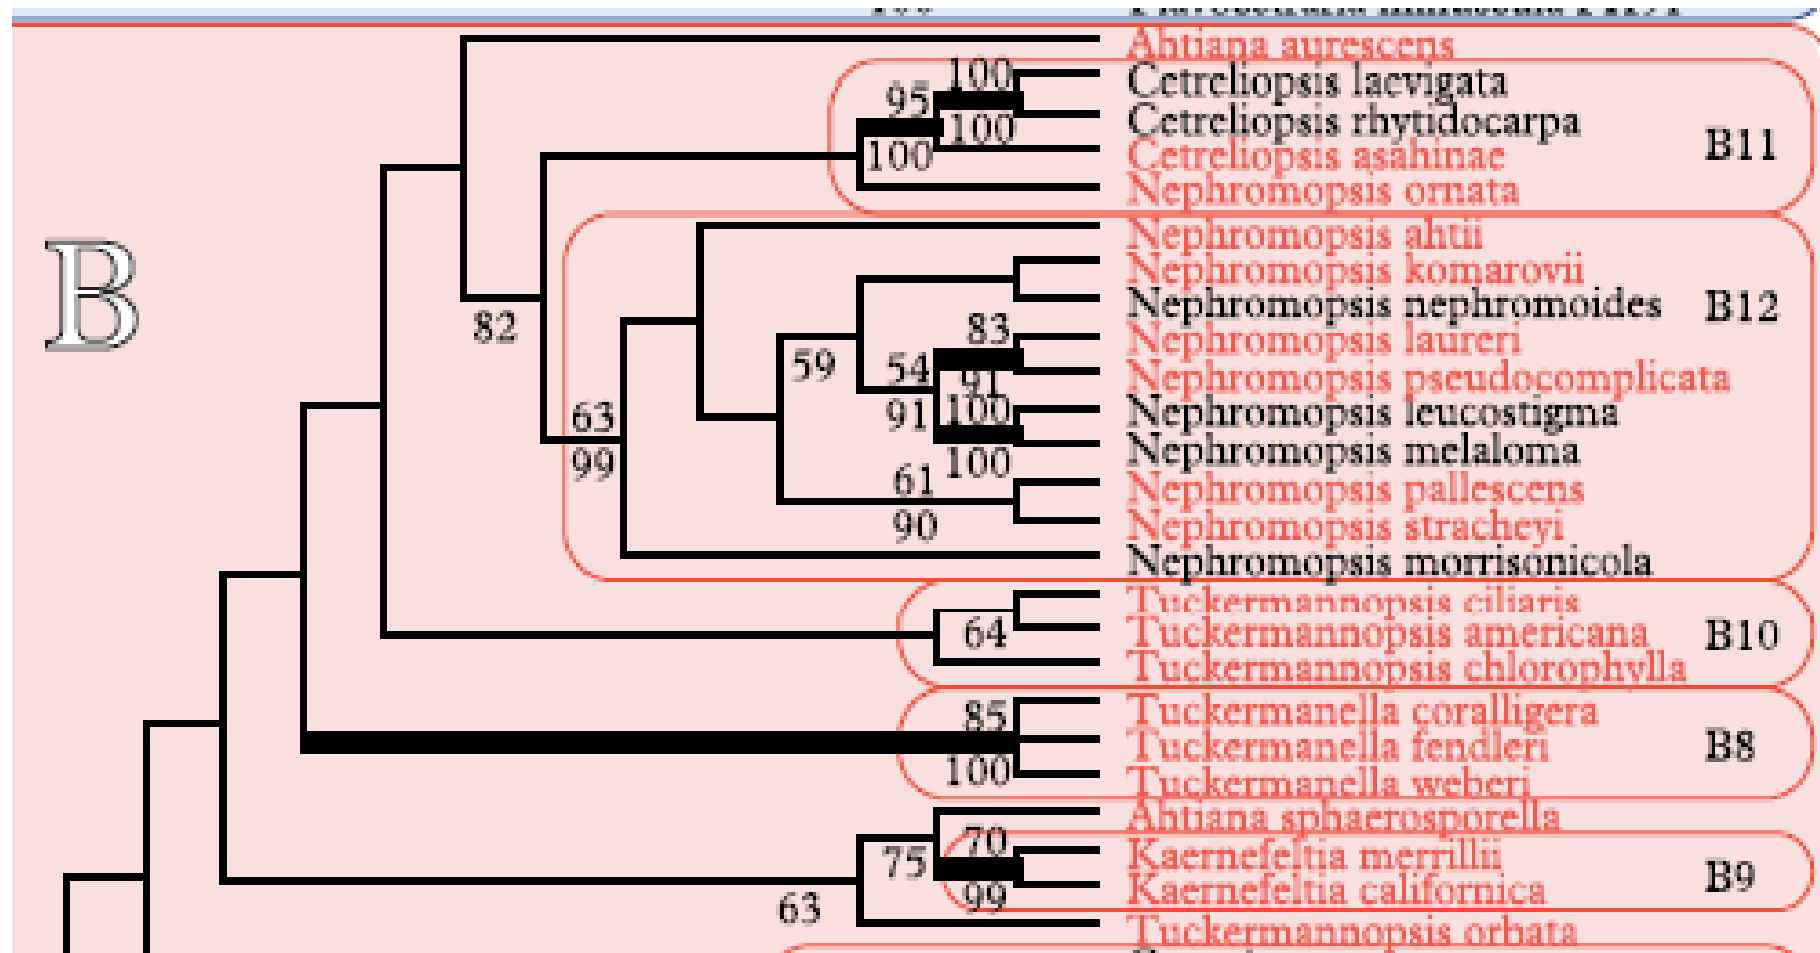 Ahtiana aurescens
100
Cetreliopsis laevigata
95
100
Cetreliopsis rhytidocarpa
100
Cetreliopsis asahinae
B11
Nephromopsis ornata
Nephromopsis ahtii
Nephromopsis komarovii
B
Nephromopsis nephromoides
B12
82
83
Nephromopsis laureri
59
54
91
Nephromopsis pseudocomplicata
63
91
100
Nephromopsis leucostigma
99
100
Nephromopsis melaloma
61
Nephromopsis pallescens
90
Nephromopsis stracheyi
Nephromopsis morrisonicola
Tuckermannopsis ciliaris
64
Tuckermannopsis americana
B10
Tuckermannopsis chlorophylla
85
Tuckermanella coralligera
Tuckermanella fendleri
B8
100
Tuckermanella weberi
Ahtiana sphaerosporella
70
75
Kaernefeltia merrillii
B9
99
Kaernefeltia californica
63
Tuckermannopsis orbata